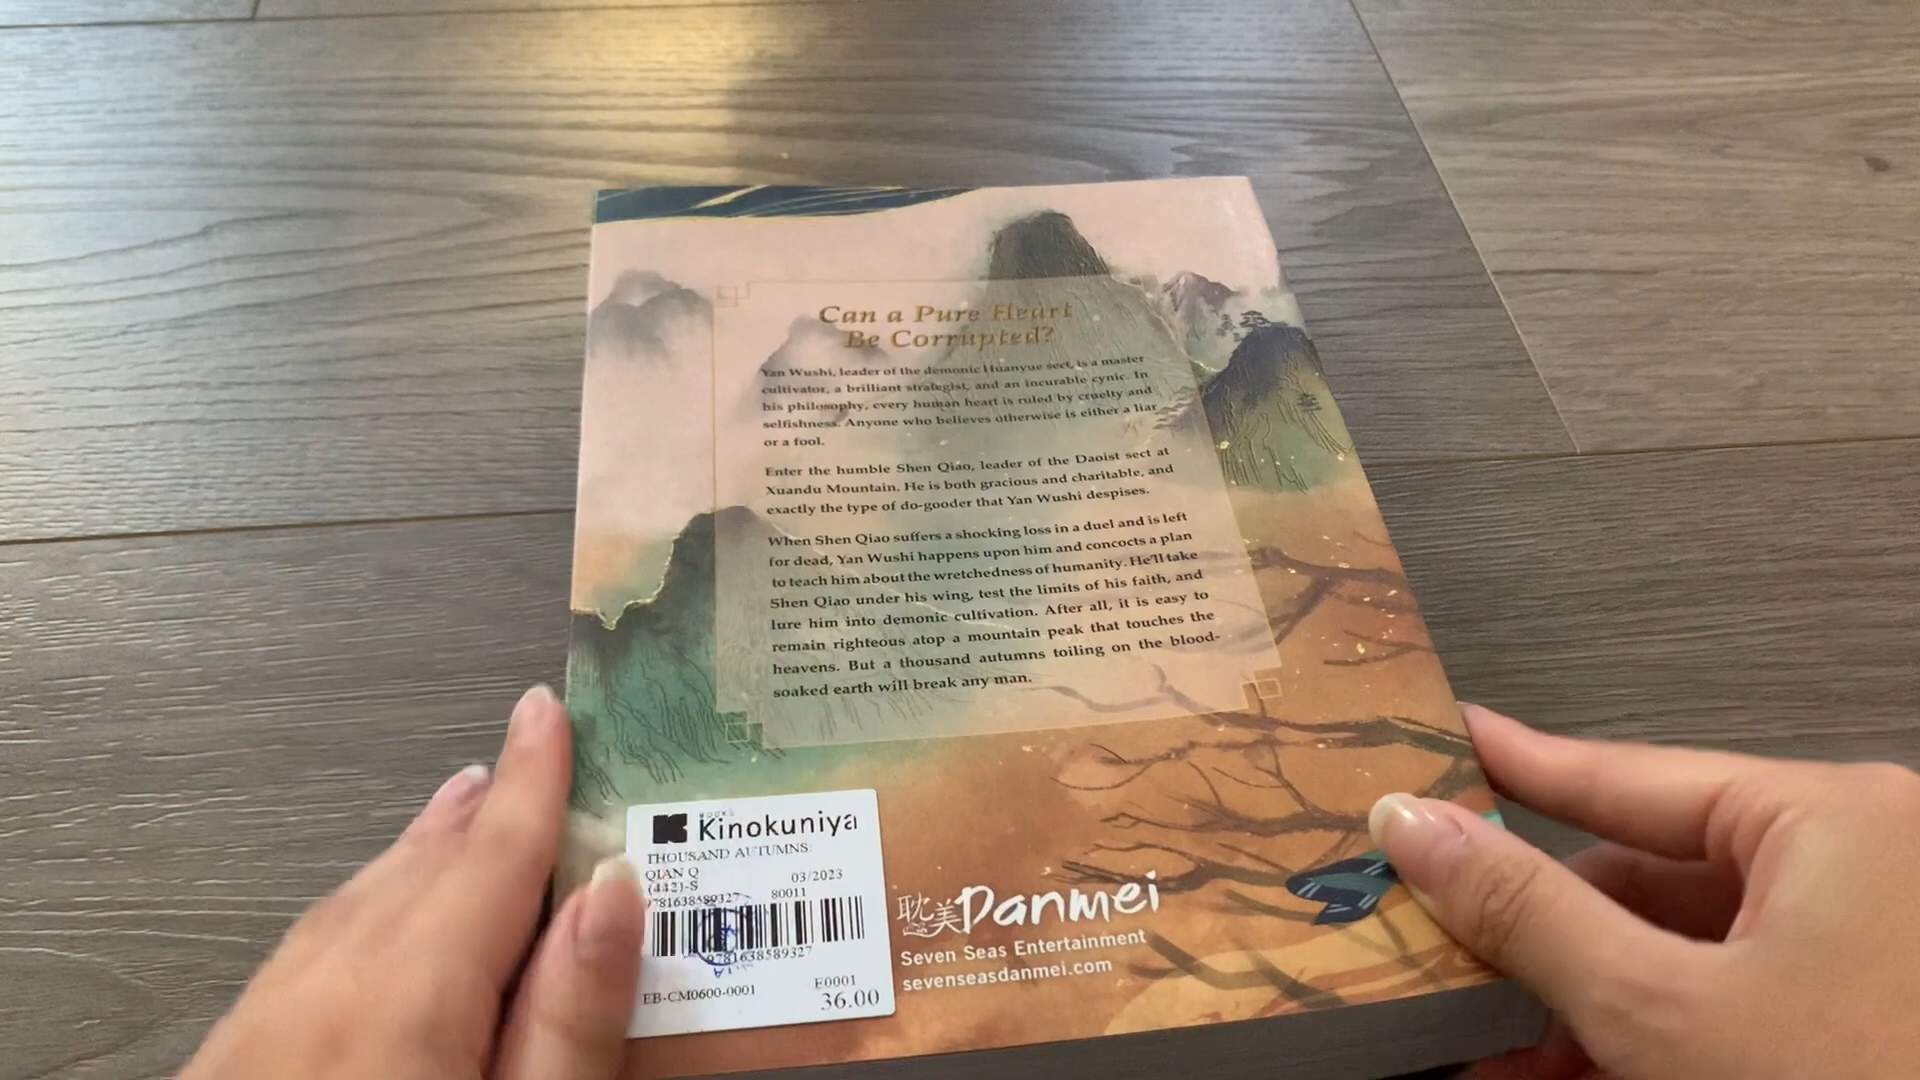 Can a Pure Heart
Be Corrupted?
Yan Wushi, leader of the demonic Huanyue sect, is a master
cultivator, a brilliant strategist, and an incurable cynic. In
his philosophy, every human heart is ruled by cruelty and
selfishness. Anyone who believes otherwise is either a liar
or a fool.
Enter the humble Shen Qiao, leader of the Daoist sect at
Xuandu Mountain. He is both gracious and charitable, and
exactly the type of do-gooder that Yan Wushi despises.
When Shen Qiao suffers a shocking loss in a duel and is left
for dead, Yan Wushi happens upon him and concocts a plan
to teach him about the wretchedness of humanity. He'll take
Shen Qiao under his wing, test the limits of his faith, and
lure him into demonic cultivation. After all, it is easy to
remain righteous atop a mountain peak that touches the
heavens. But a thousand autumns toiling on the blood-
soaked earth will break any man.
BOOKS
Kinokuniya
THOUSAND AUTUMNS:
QIAN Q 03/2023
(442)-S 80011
9781638589327
9781638589327
EB-CM0600-0001 E0001
36.00
耽美 Danmei
Seven Seas Entertainment
sevenseasdanmei.com